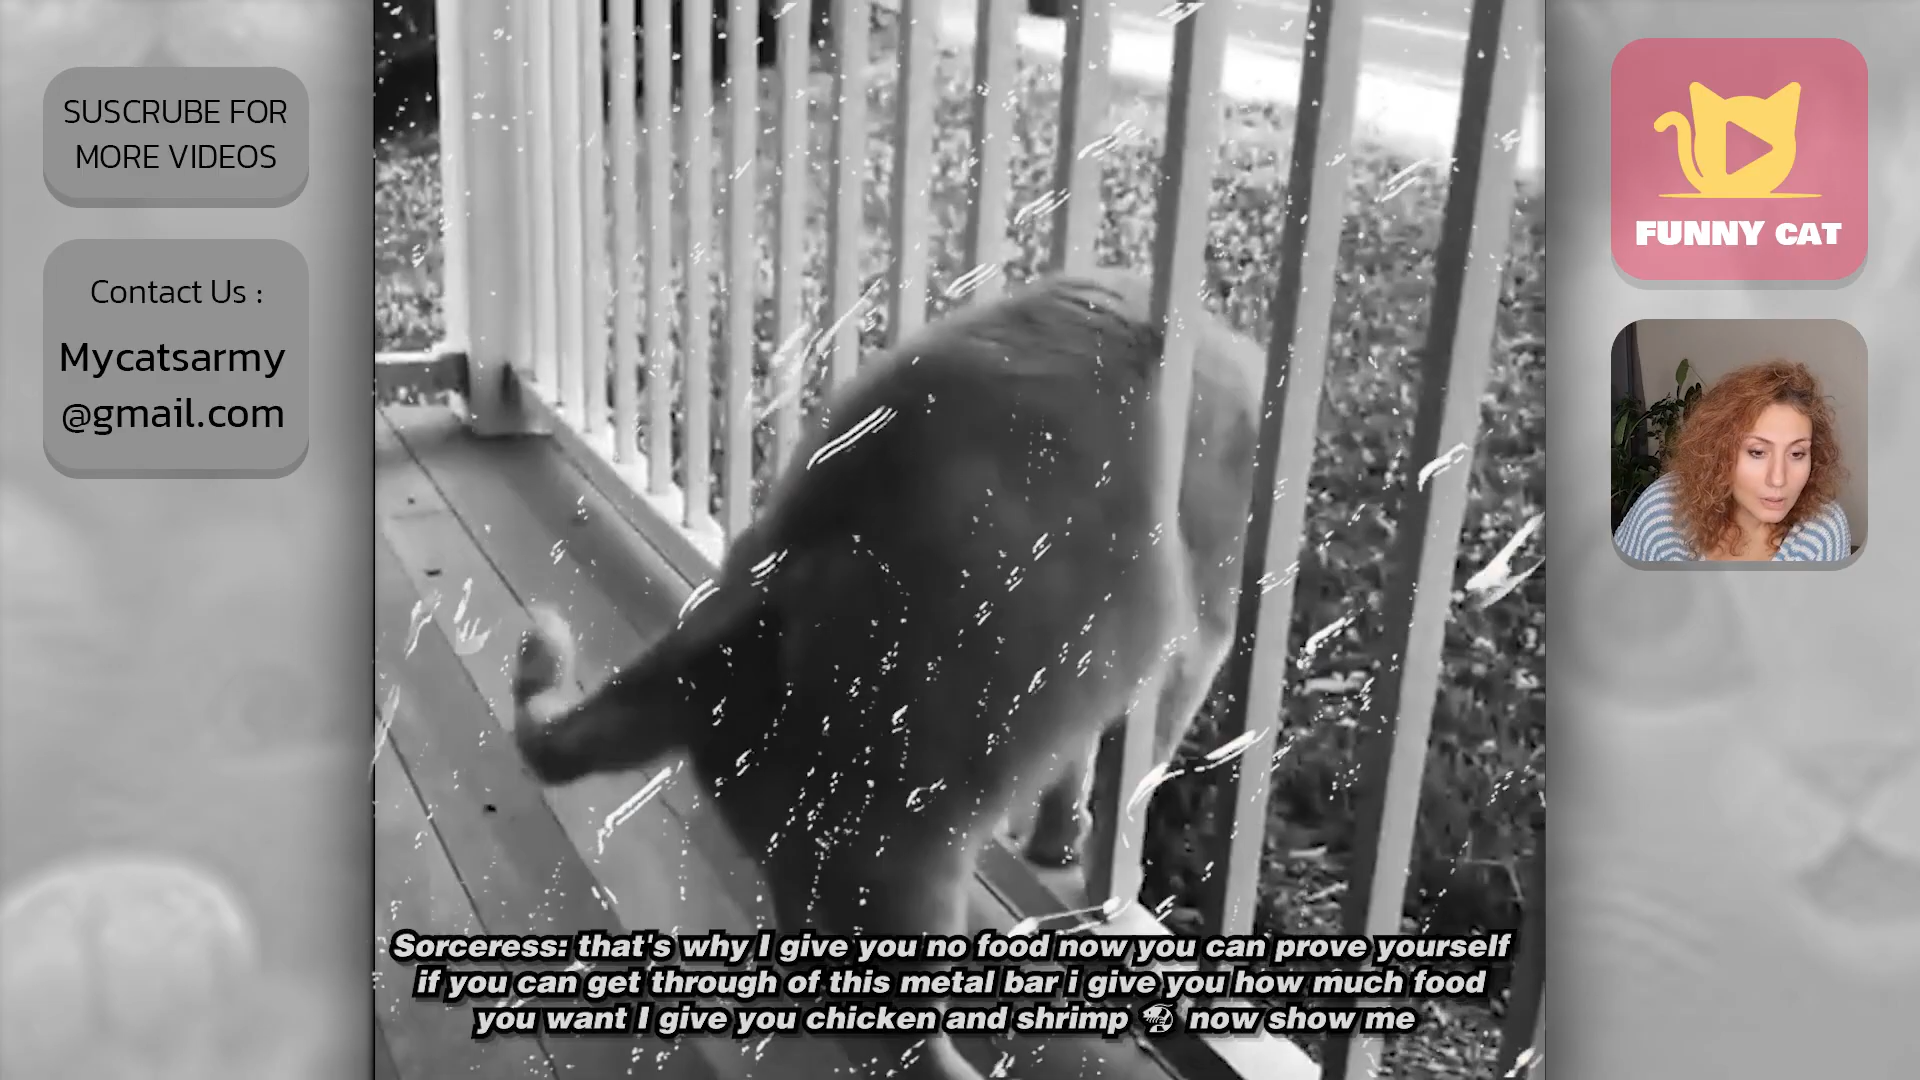 SUSCRUBE FOR
MORE VIDEOS
Contact Us :
Mycatsarmy
@gmail.com
FUNNY CAT
Sorceress: that's why I give you no food now you can prove yourself
if you can get through of this metal bar i give you how much food
you want I give you chicken and shrimp 🦐 now show me